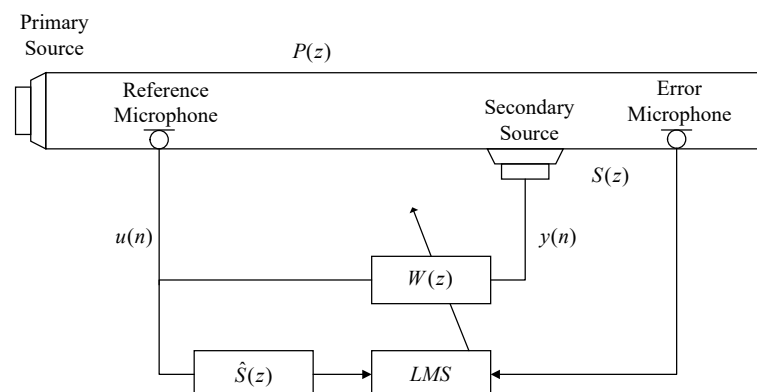 Primary
Source
P(z)
Reference
Microphone
Secondary
Source
Error
Microphone
S(z)
u(n)
y(n)
W(z)
Ŝ(z)
LMS